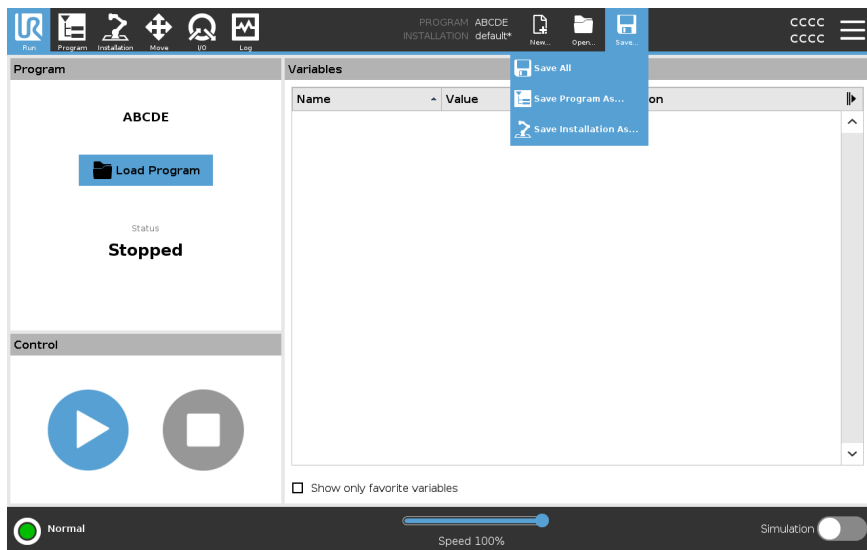 UR
Run
Program
Installation
Move
I/O
Log
PROGRAM ABCDE
INSTALLATION default*
New...
Open...
Save...
CCCC
CCCC
Save All
Save Program As...
Save Installation As...
Program
ABCDE
Load Program
Status
Stopped
Control
Variables
Name
Value
on
Show only favorite variables
Normal
Speed 100%
Simulation